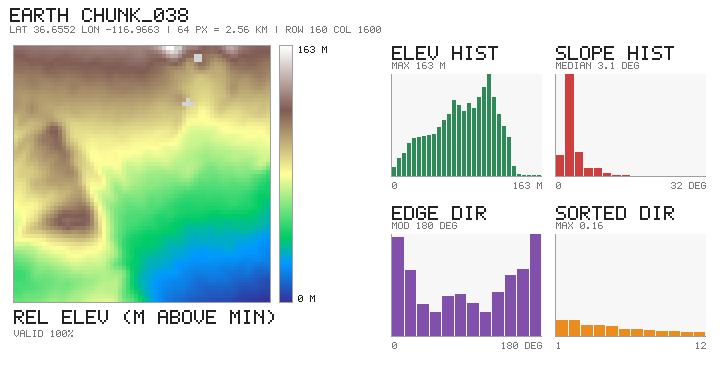 EARTH CHUNK_038
LAT 36.6552 LON -116.9663 | 64 PX = 2.56 KM | ROW 160 COL 1600
163 M
0 M
REL ELEV (M ABOVE MIN)
VALID 100%
ELEV HIST
MAX 163 M
0 163 M
SLOPE HIST
MEDIAN 3.1 DEG
0 32 DEG
EDGE DIR
MOD 180 DEG
0 180 DEG
SORTED DIR
MAX 0.16
1 12